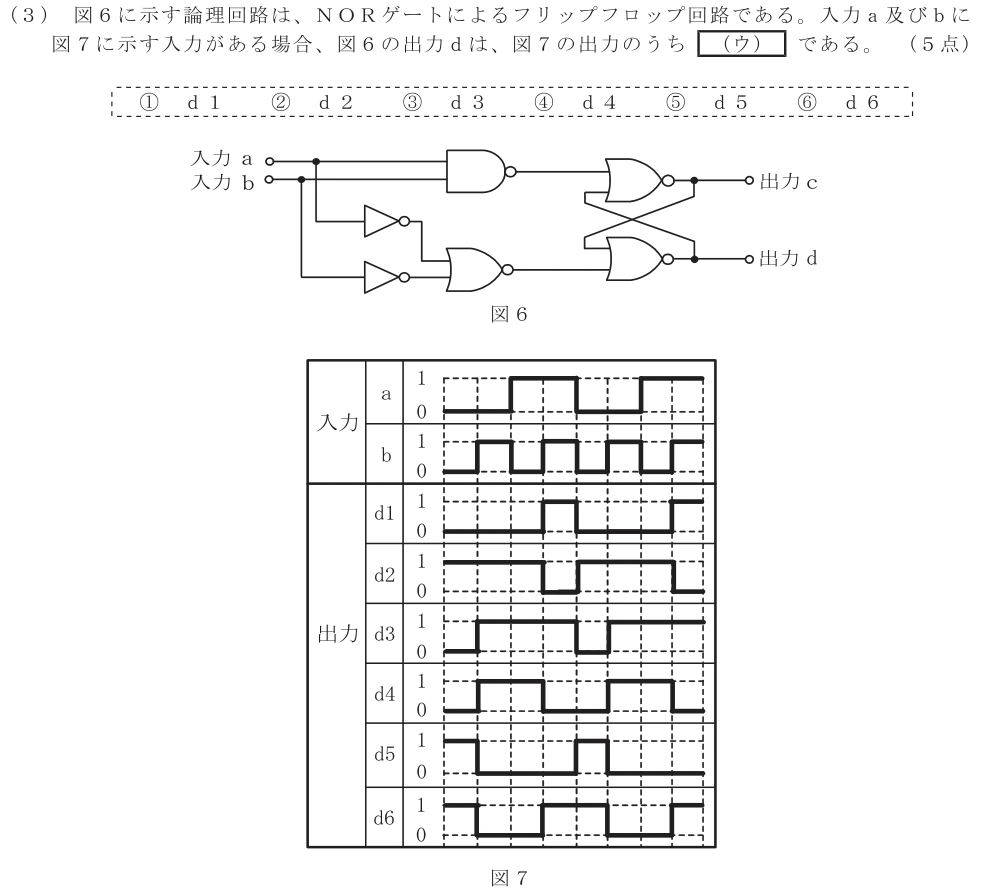 (3) 図6に示す論理回路は、NORゲートによるフリップフロップ回路である。入力a及びbに
図7に示す入力がある場合、図6の出力dは、図7の出力のうち (ウ) である。 (5点)
① d1 ② d2 ③ d3 ④ d4 ⑤ d5 ⑥ d6
入力 a
入力 b
出力 c
出力 d
図6
入力
a
1
0
b
1
0
出力
d1
1
0
d2
1
0
d3
1
0
d4
1
0
d5
1
0
d6
1
0
図7